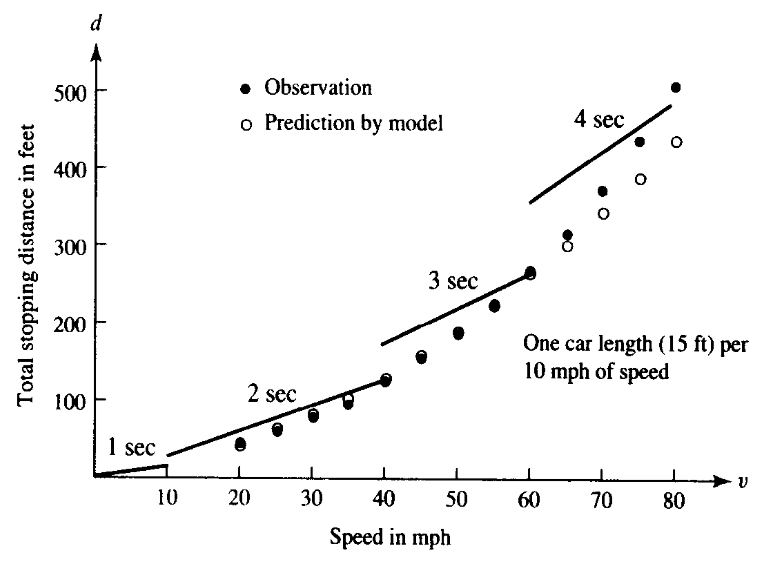 d
500
400
300
200
100
Total stopping distance in feet
Observation
Prediction by model
4 sec
3 sec
2 sec
1 sec
One car length (15 ft) per
10 mph of speed
10 20 30 40 50 60 70 80
v
Speed in mph